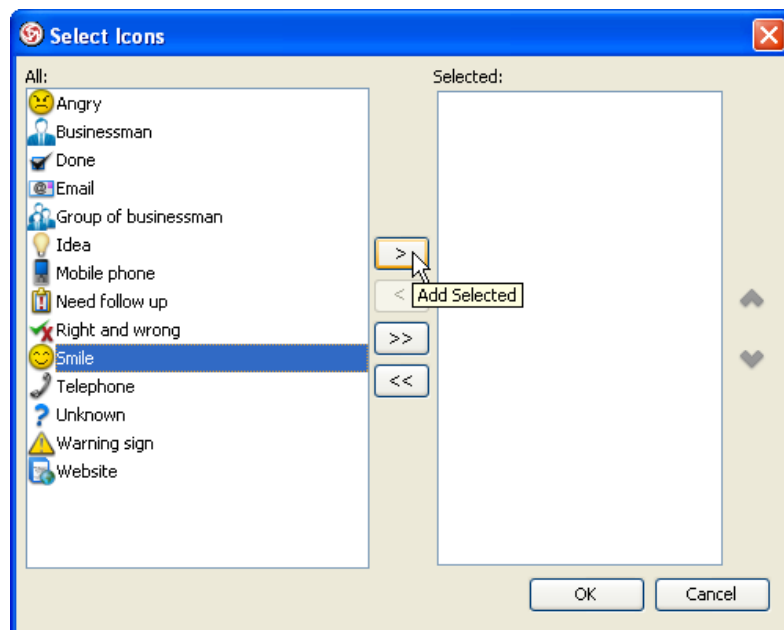 Select Icons
All:
Selected:
Angry
Businessman
Done
Email
Group of businessman
Idea
Mobile phone
Need follow up
Right and wrong
Smile
Telephone
Unknown
Warning sign
Website
>
<
Add Selected
>>
<<
OK
Cancel